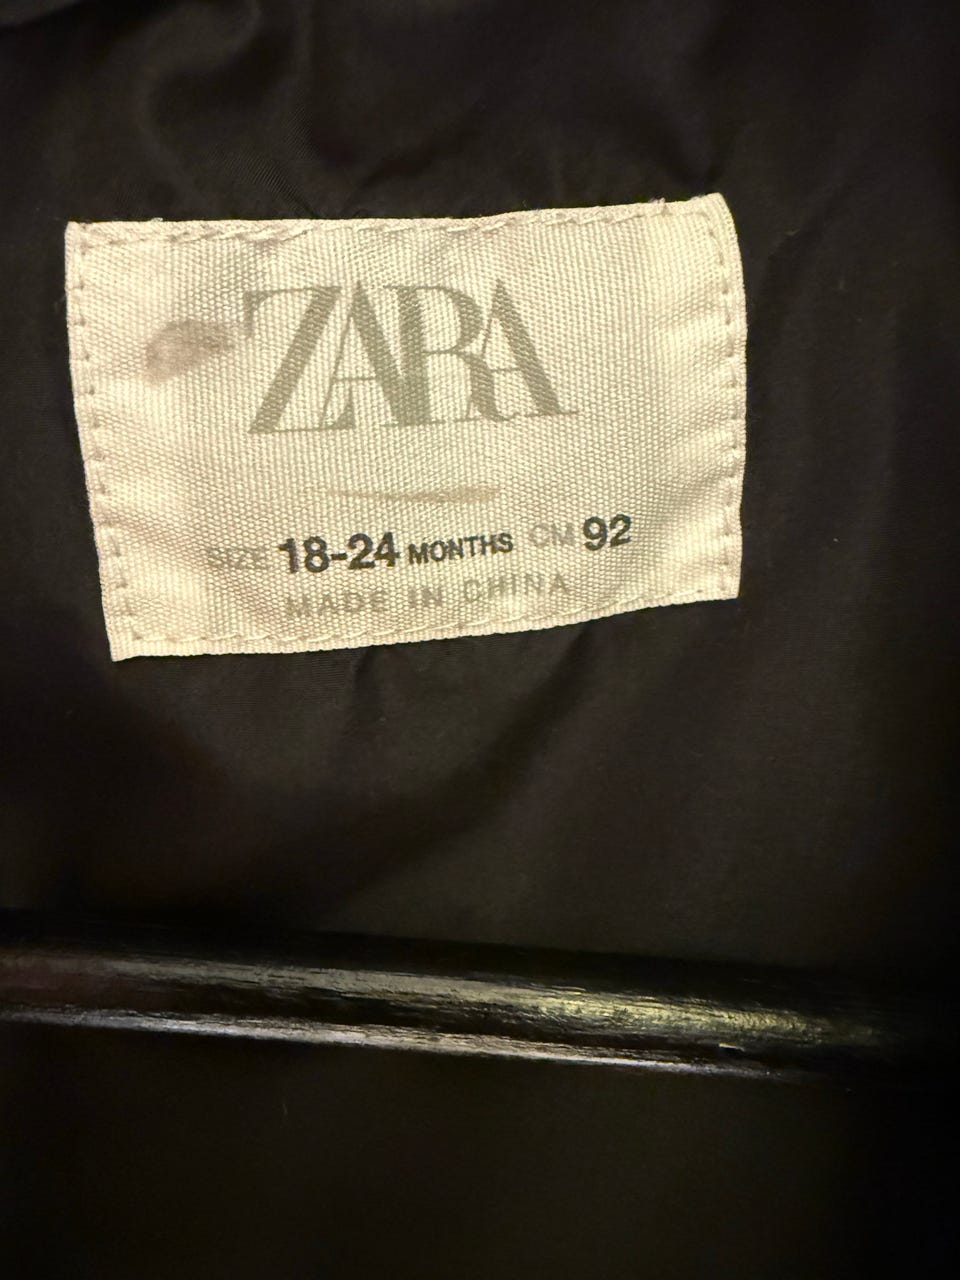 ZARA
SIZE 18-24 MONTHS CM 92
MADE IN CHINA